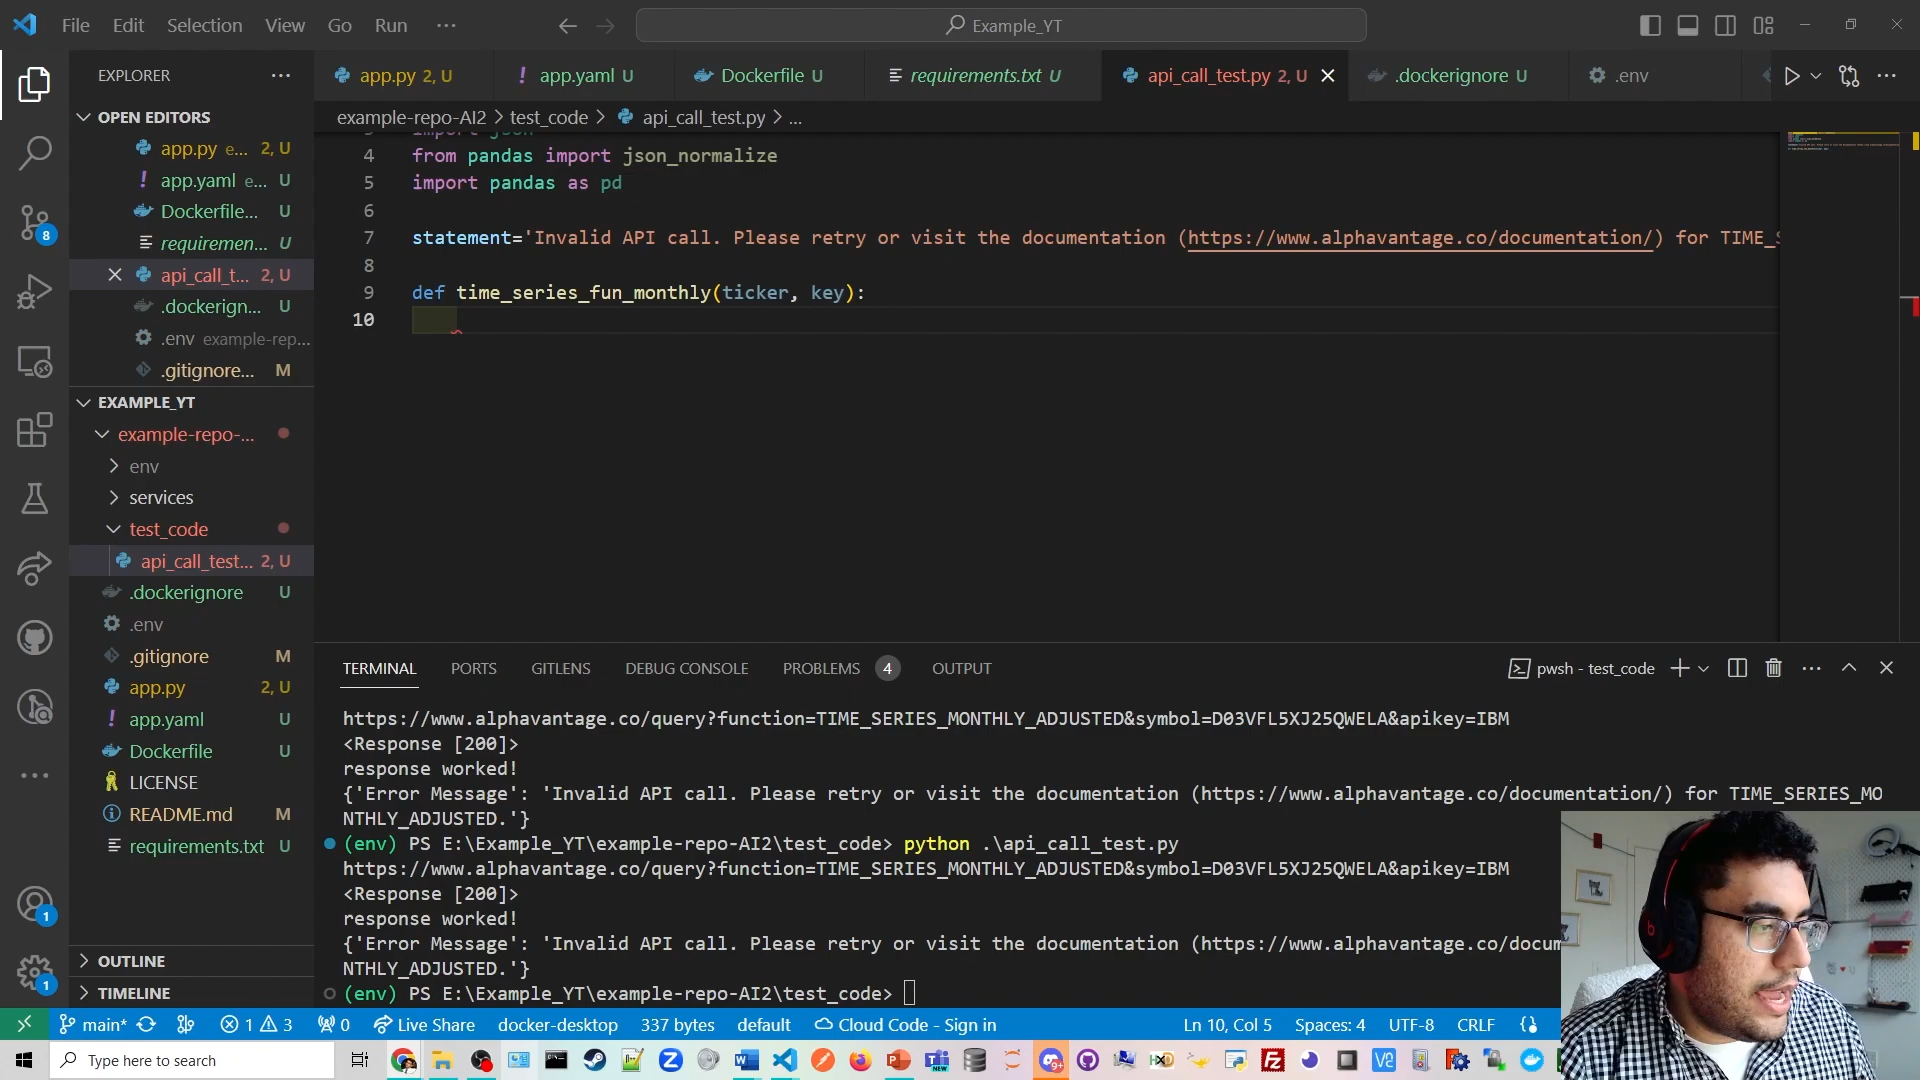 File Edit Selection View Go Run ···
Example_YT
EXPLORER
app.py 2, U
app.yaml U
Dockerfile U
requirements.txt U
api_call_test.py 2, U
.dockerignore U
.env
OPEN EDITORS
app.py e... 2, U
app.yaml e... U
Dockerfile... U
requiremen... U
api_call_t... 2, U
.dockerign... U
.env example-rep...
.gitignore... M
EXAMPLE_YT
example-repo-...
env
services
test_code
api_call_test... 2, U
.dockerignore U
.env
.gitignore M
app.py 2, U
app.yaml U
Dockerfile U
LICENSE
README.md M
requirements.txt U
OUTLINE
TIMELINE
example-repo-AI2 > test_code > api_call_test.py > ...
import json
4 from pandas import json_normalize
5 import pandas as pd
6
7 statement='Invalid API call. Please retry or visit the documentation (https://www.alphavantage.co/documentation/) for TIME_S
8
9 def time_series_fun_monthly(ticker, key):
10
TERMINAL PORTS GITLENS DEBUG CONSOLE PROBLEMS 4 OUTPUT
pwsh - test_code
https://www.alphavantage.co/query?function=TIME_SERIES_MONTHLY_ADJUSTED&symbol=D03VFL5XJ25QWELA&apikey=IBM
<Response [200]>
response worked!
{'Error Message': 'Invalid API call. Please retry or visit the documentation (https://www.alphavantage.co/documentation/) for TIME_SERIES_MO
NTHLY_ADJUSTED.'}
(env) PS E:\Example_YT\example-repo-AI2\test_code> python .\api_call_test.py
https://www.alphavantage.co/query?function=TIME_SERIES_MONTHLY_ADJUSTED&symbol=D03VFL5XJ25QWELA&apikey=IBM
<Response [200]>
response worked!
{'Error Message': 'Invalid API call. Please retry or visit the documentation (https://www.alphavantage.co/docum
NTHLY_ADJUSTED.'}
(env) PS E:\Example_YT\example-repo-AI2\test_code>
8
1
1
main* 1 3 0 Live Share docker-desktop 337 bytes default Cloud Code - Sign in Ln 10, Col 5 Spaces: 4 UTF-8 CRLF
Type here to search